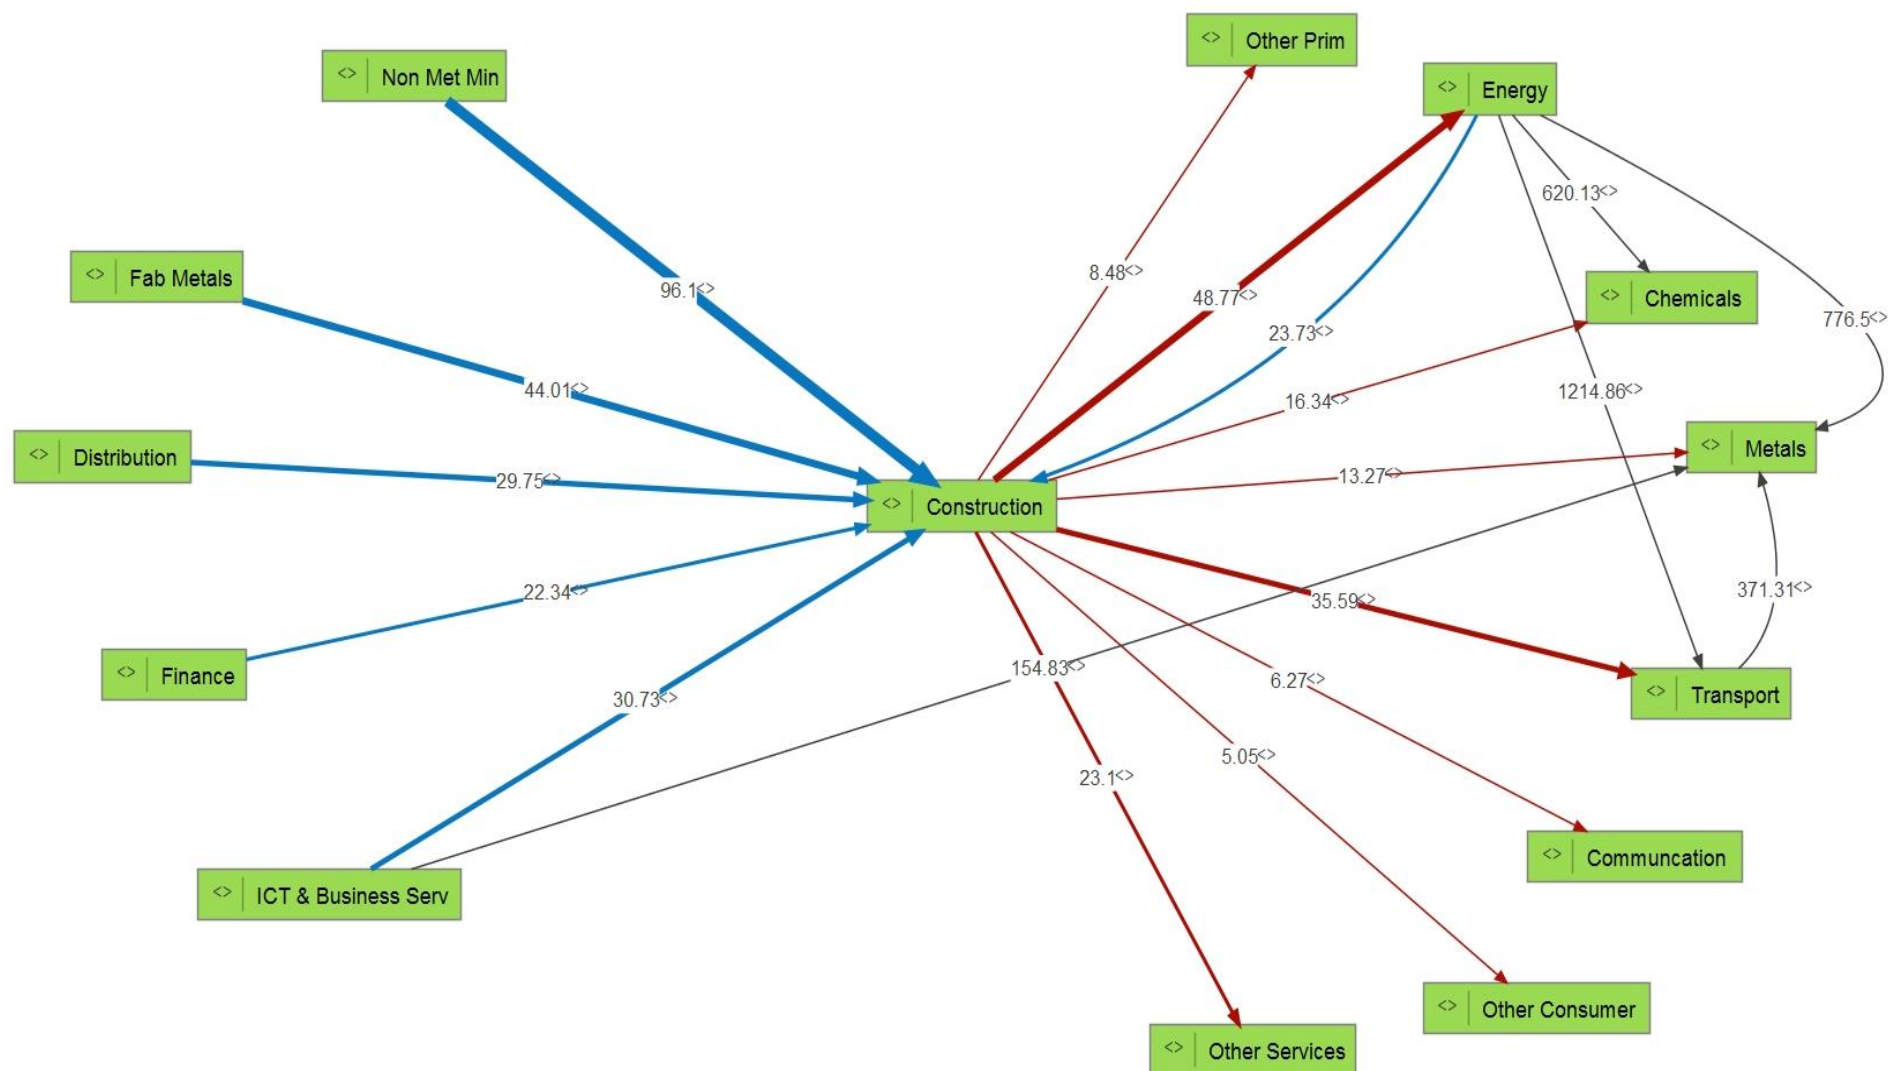 <> Other Prim
<> Non Met Min
<> Energy
620.13<>
<> Fab Metals
8.48<>
96.1<>
48.77<>
<> Chemicals
776.5<>
23.73<>
44.01<>
1214.86<>
16.34<>
<> Distribution
<> Metals
29.75<>
13.27<>
<> Construction
22.34<>
371.31<>
35.59<>
<> Finance
154.83<>
6.27<>
30.73<>
<> Transport
5.05<>
23.1<>
<> Communcation
<> ICT & Business Serv
<> Other Consumer
<> Other Services